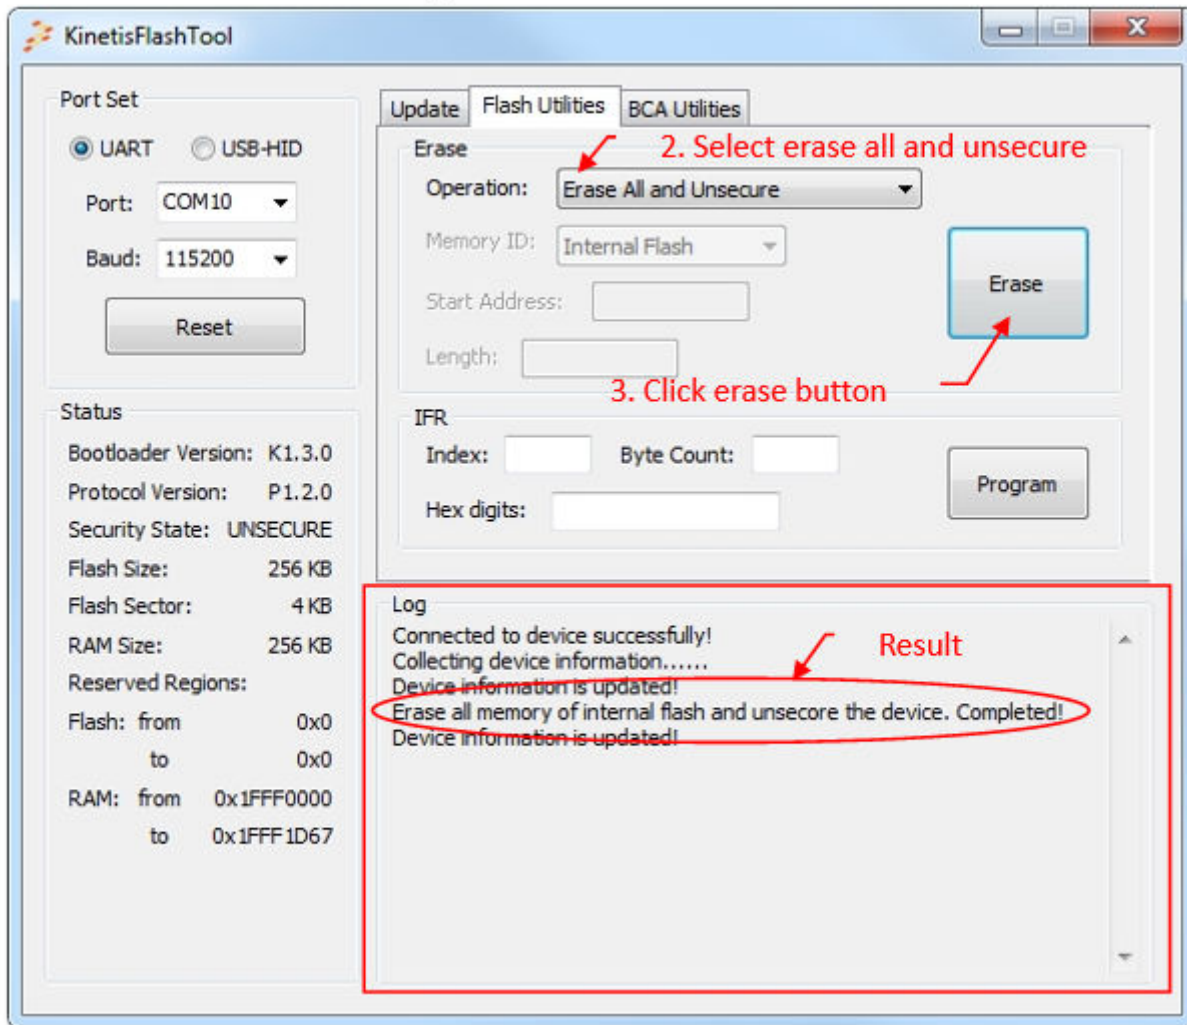 KinetisFlashTool
Port Set
UART USB-HID
Port: COM10
Baud: 115200
Reset
Status
Bootloader Version: K1.3.0
Protocol Version: P1.2.0
Security State: UNSECURE
Flash Size: 256 KB
Flash Sector: 4 KB
RAM Size: 256 KB
Reserved Regions:
Flash: from 0x0
to 0x0
RAM: from 0x1FFF0000
to 0x1FFF1D67
Update Flash Utilities BCA Utilities
Erase
2. Select erase all and unsecure
Operation: Erase All and Unsecure
Memory ID: Internal Flash
Start Address:
Length:
Erase
3. Click erase button
IFR
Index: Byte Count:
Hex digits:
Program
Log
Connected to device successfully!
Collecting device information......
Device information is updated!
Erase all memory of internal flash and unsecore the device. Completed!
Device information is updated!
Result